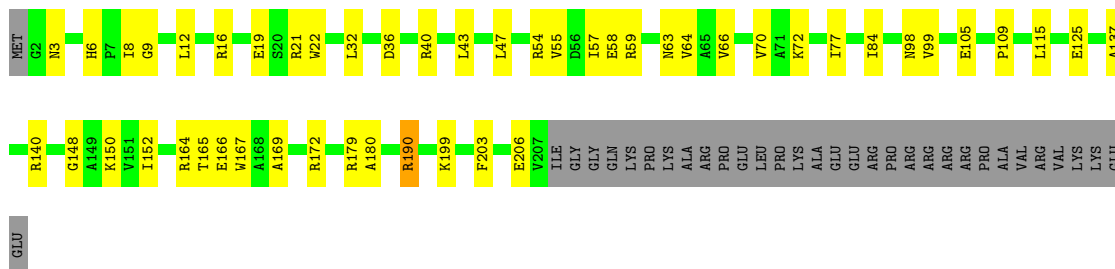 MET G2 N3 H6 P7 I8 G9 L12 R16 E19 S20 R21 W22 L32 D36 R40 L43 L47 R54 V55 D56 I57 E58 R59 N63 V64 A65 V66 V70 A71 K72 I77 I84 N98 V99 E105 P109 L115 E125 A137
R140 G148 A149 K150 V151 I152 R164 T165 E166 W167 A168 A169 R172 R179 A180 R190 K199 F203 E206 V207 ILE GLY GLY GLN LYS PRO LYS ALA ARG PRO GLU LEU PRO LYS ALA GLU GLU ARG PRO ARG ARG ARG ARG PRO ALA VAL ARG VAL LYS LYS GLU
GLU